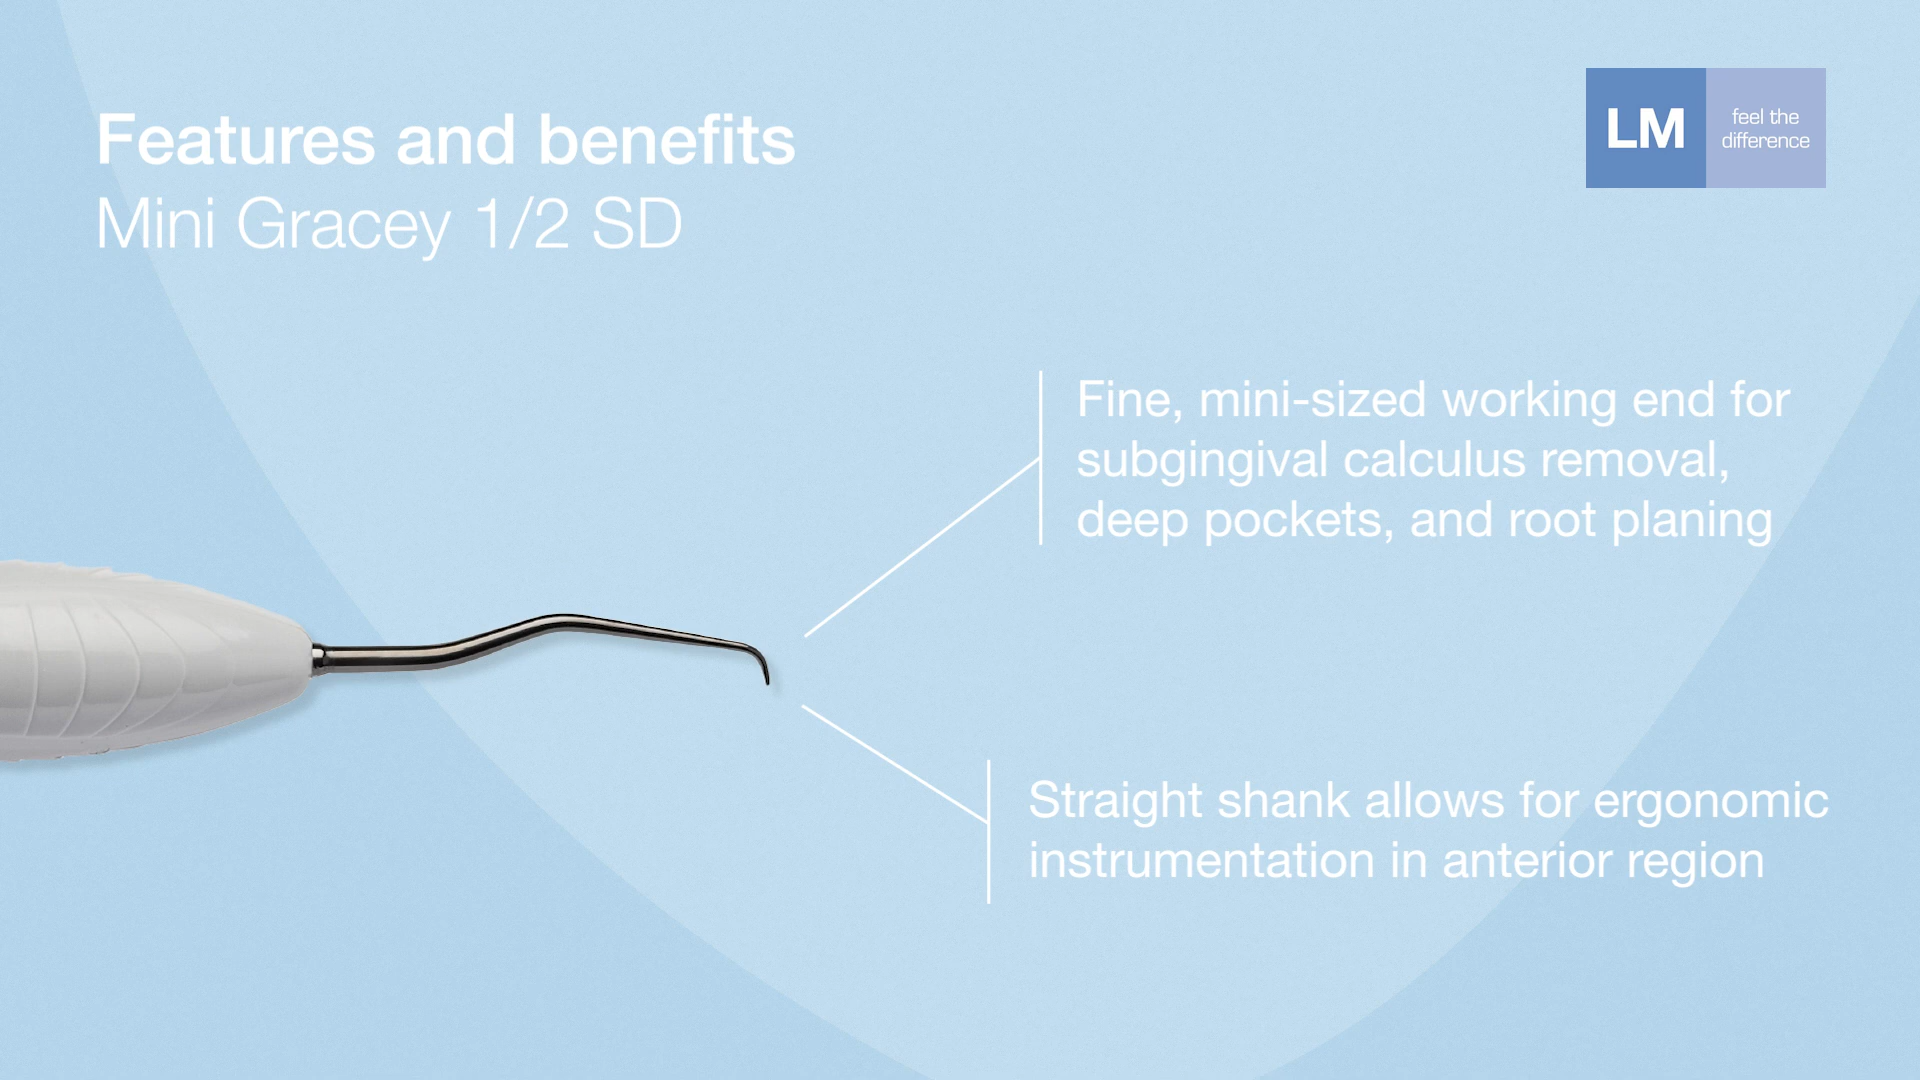 Features and benefits
Mini Gracey 1/2 SD
LM
feel the
difference
Fine, mini-sized working end for
subgingival calculus removal,
deep pockets, and root planing
Straight shank allows for ergonomic
instrumentation in anterior region